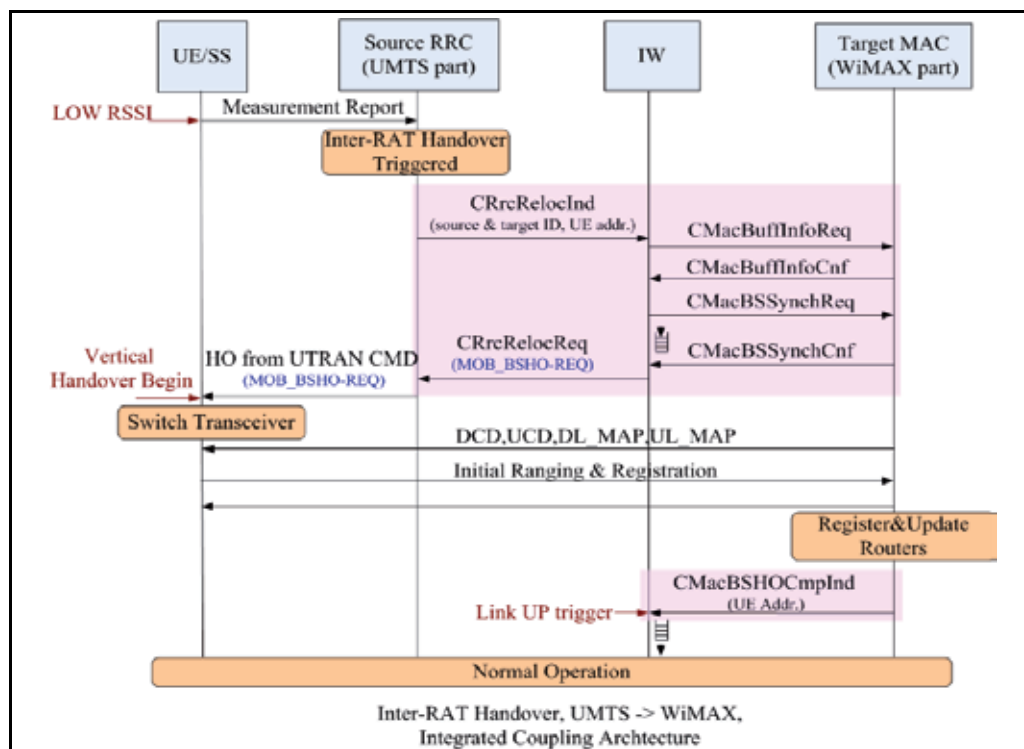 UE/SS
Source RRC
(UMTS part)
IW
Target MAC
(WiMAX part)
LOW RSSI
Measurement Report
Inter-RAT Handover
Triggered
CRrcRelocInd
(source & target ID, UE addr.)
CMacBuffInfoReq
CMacBuffInfoCnf
CMacBSSynchReq
CRrcRelocReq
(MOB_BSHO-REQ)
CMacBSSynchCnf
Vertical
Handover Begin
HO from UTRAN CMD
(MOB_BSHO-REQ)
Switch Transceiver
DCD,UCD,DL_MAP,UL_MAP
Initial Ranging & Registration
Register&Update
Routers
CMacBSHOCmpInd
(UE Addr.)
Link UP trigger
Normal Operation
Inter-RAT Handover, UMTS -> WiMAX,
Integrated Coupling Archtecture